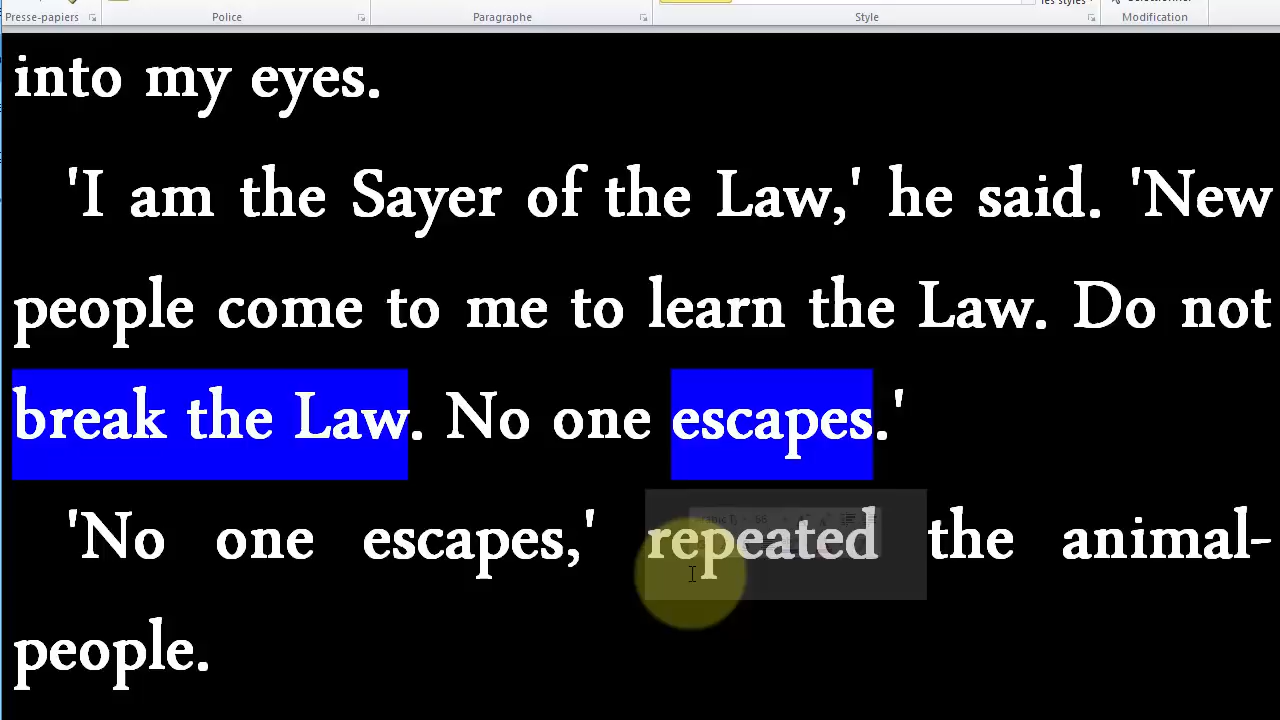 Presse-papiers Police Paragraphe Style Modification
into my eyes.
'I am the Sayer of the Law,' he said. 'New
people come to me to learn the Law. Do not
break the Law. No one escapes.'
'No one escapes,' repeated the animal-
people.